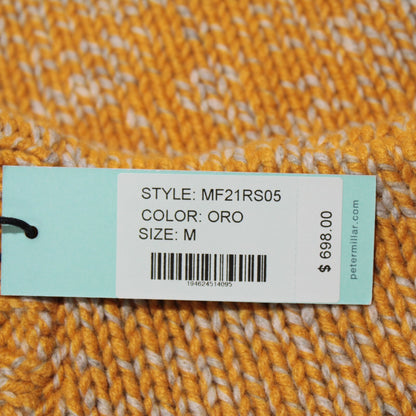 STYLE: MF21RS05
COLOR: ORO
SIZE: M
194624514095
$ 698.00
petermillar.com